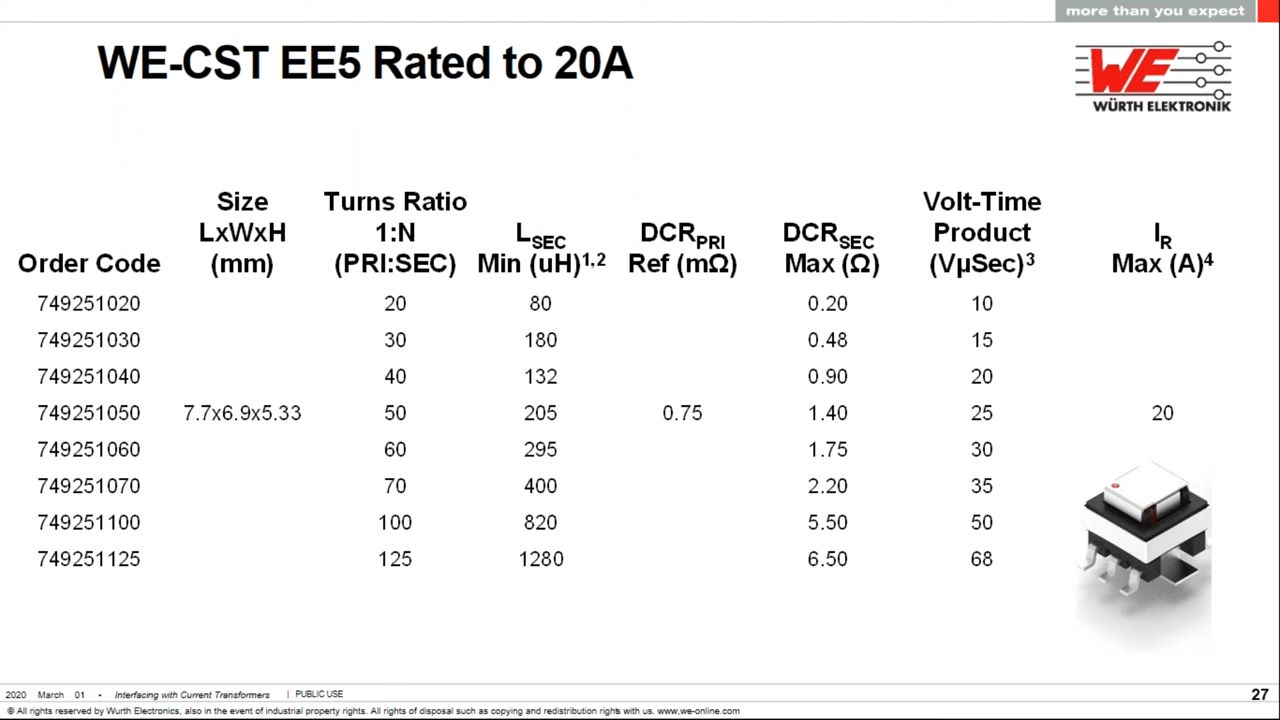 more than you expect
WE-CST EE5 Rated to 20A
WE
WÜRTH ELEKTRONIK
Order Code Size LxWxH (mm) Turns Ratio 1:N (PRI:SEC) LSEC Min (uH)1,2 DCRPRI Ref (mΩ) DCRSEC Max (Ω) Volt-Time Product (VµSec)3 IR Max (A)4
749251020 20 80 0.20 10
749251030 30 180 0.48 15
749251040 40 132 0.90 20
749251050 7.7x6.9x5.33 50 205 0.75 1.40 25 20
749251060 60 295 1.75 30
749251070 70 400 2.20 35
749251100 100 820 5.50 50
749251125 125 1280 6.50 68
2020 March 01 • Interfacing with Current Transformers | PUBLIC USE 27
© All rights reserved by Wurth Electronics, also in the event of industrial property rights. All rights of disposal such as copying and redistribution rights with us. www,we-online.com